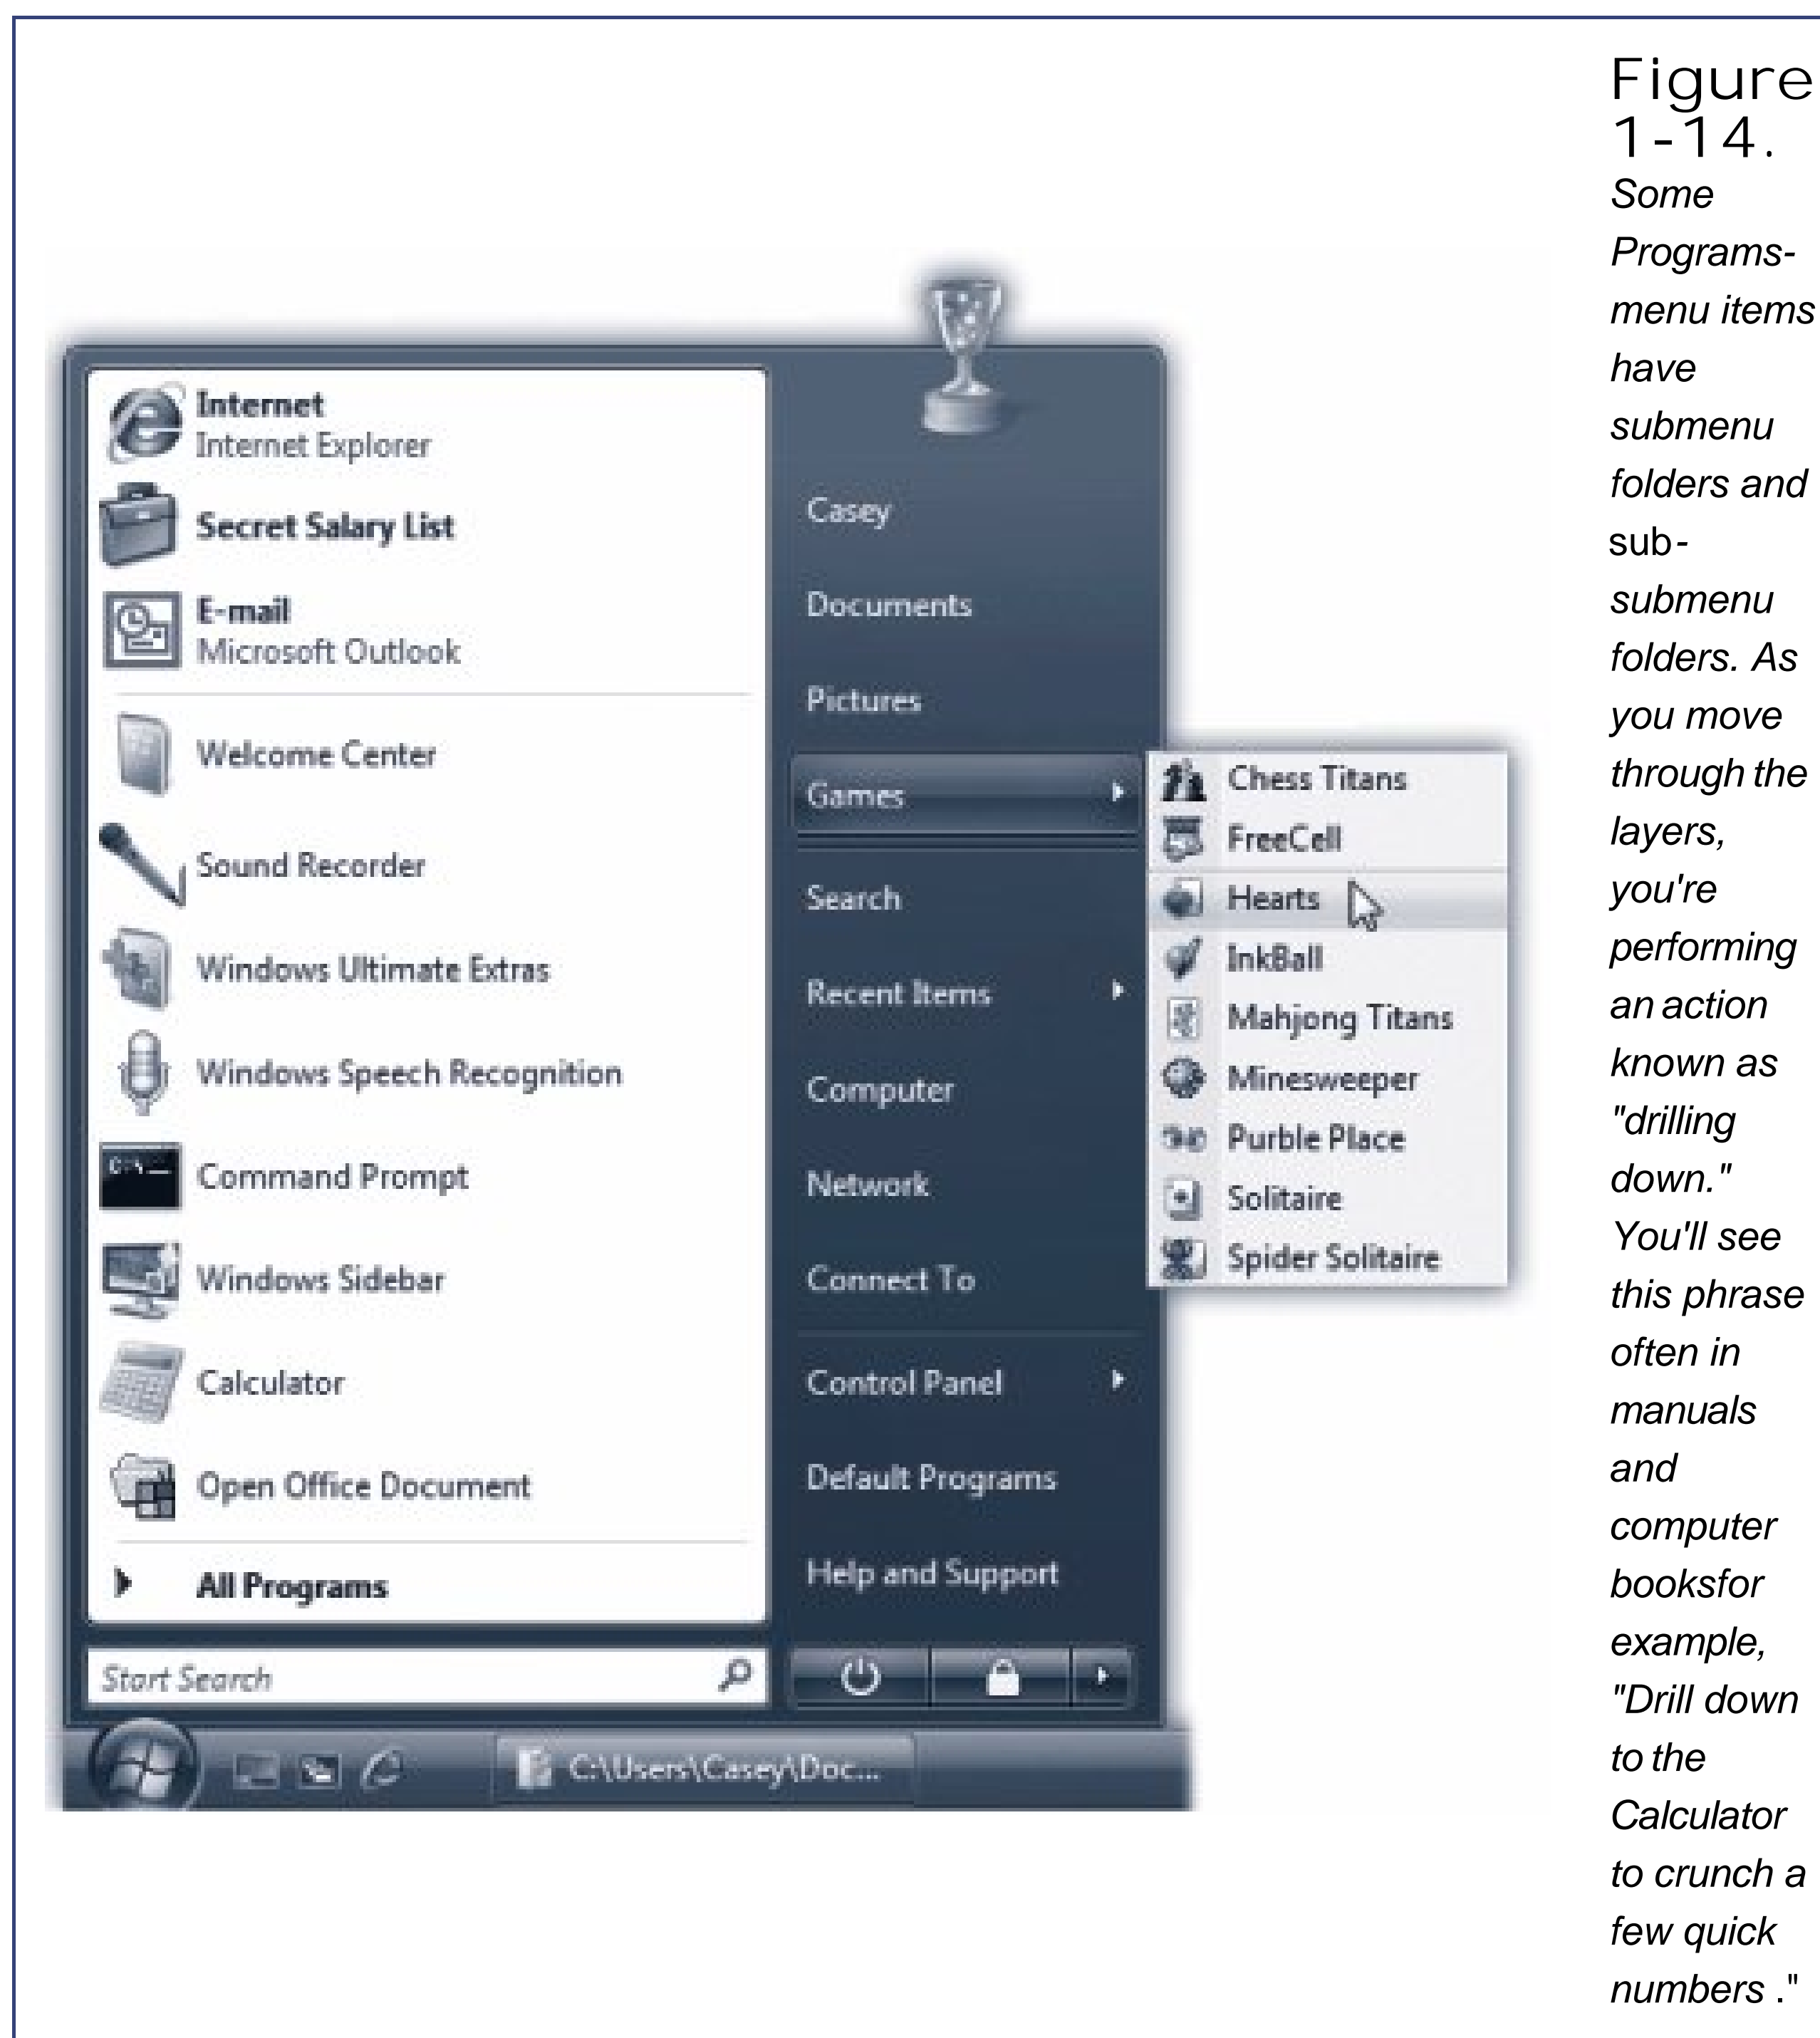 Internet
Internet Explorer
Secret Salary List
E-mail
Microsoft Outlook
Welcome Center
Sound Recorder
Windows Ultimate Extras
Windows Speech Recognition
Command Prompt
Windows Sidebar
Calculator
Open Office Document
All Programs
Start Search
Casey
Documents
Pictures
Games
Search
Recent Items
Computer
Network
Connect To
Control Panel
Default Programs
Help and Support
Chess Titans
FreeCell
Hearts
InkBall
Mahjong Titans
Minesweeper
Purble Place
Solitaire
Spider Solitaire
C:\Users\Casey\Doc...
Figure
1-14.
Some
Programs-
menu items
have
submenu
folders and
sub-
submenu
folders. As
you move
through the
layers,
you're
performing
an action
known as
"drilling
down."
You'll see
this phrase
often in
manuals
and
computer
booksfor
example,
"Drill down
to the
Calculator
to crunch a
few quick
numbers ."